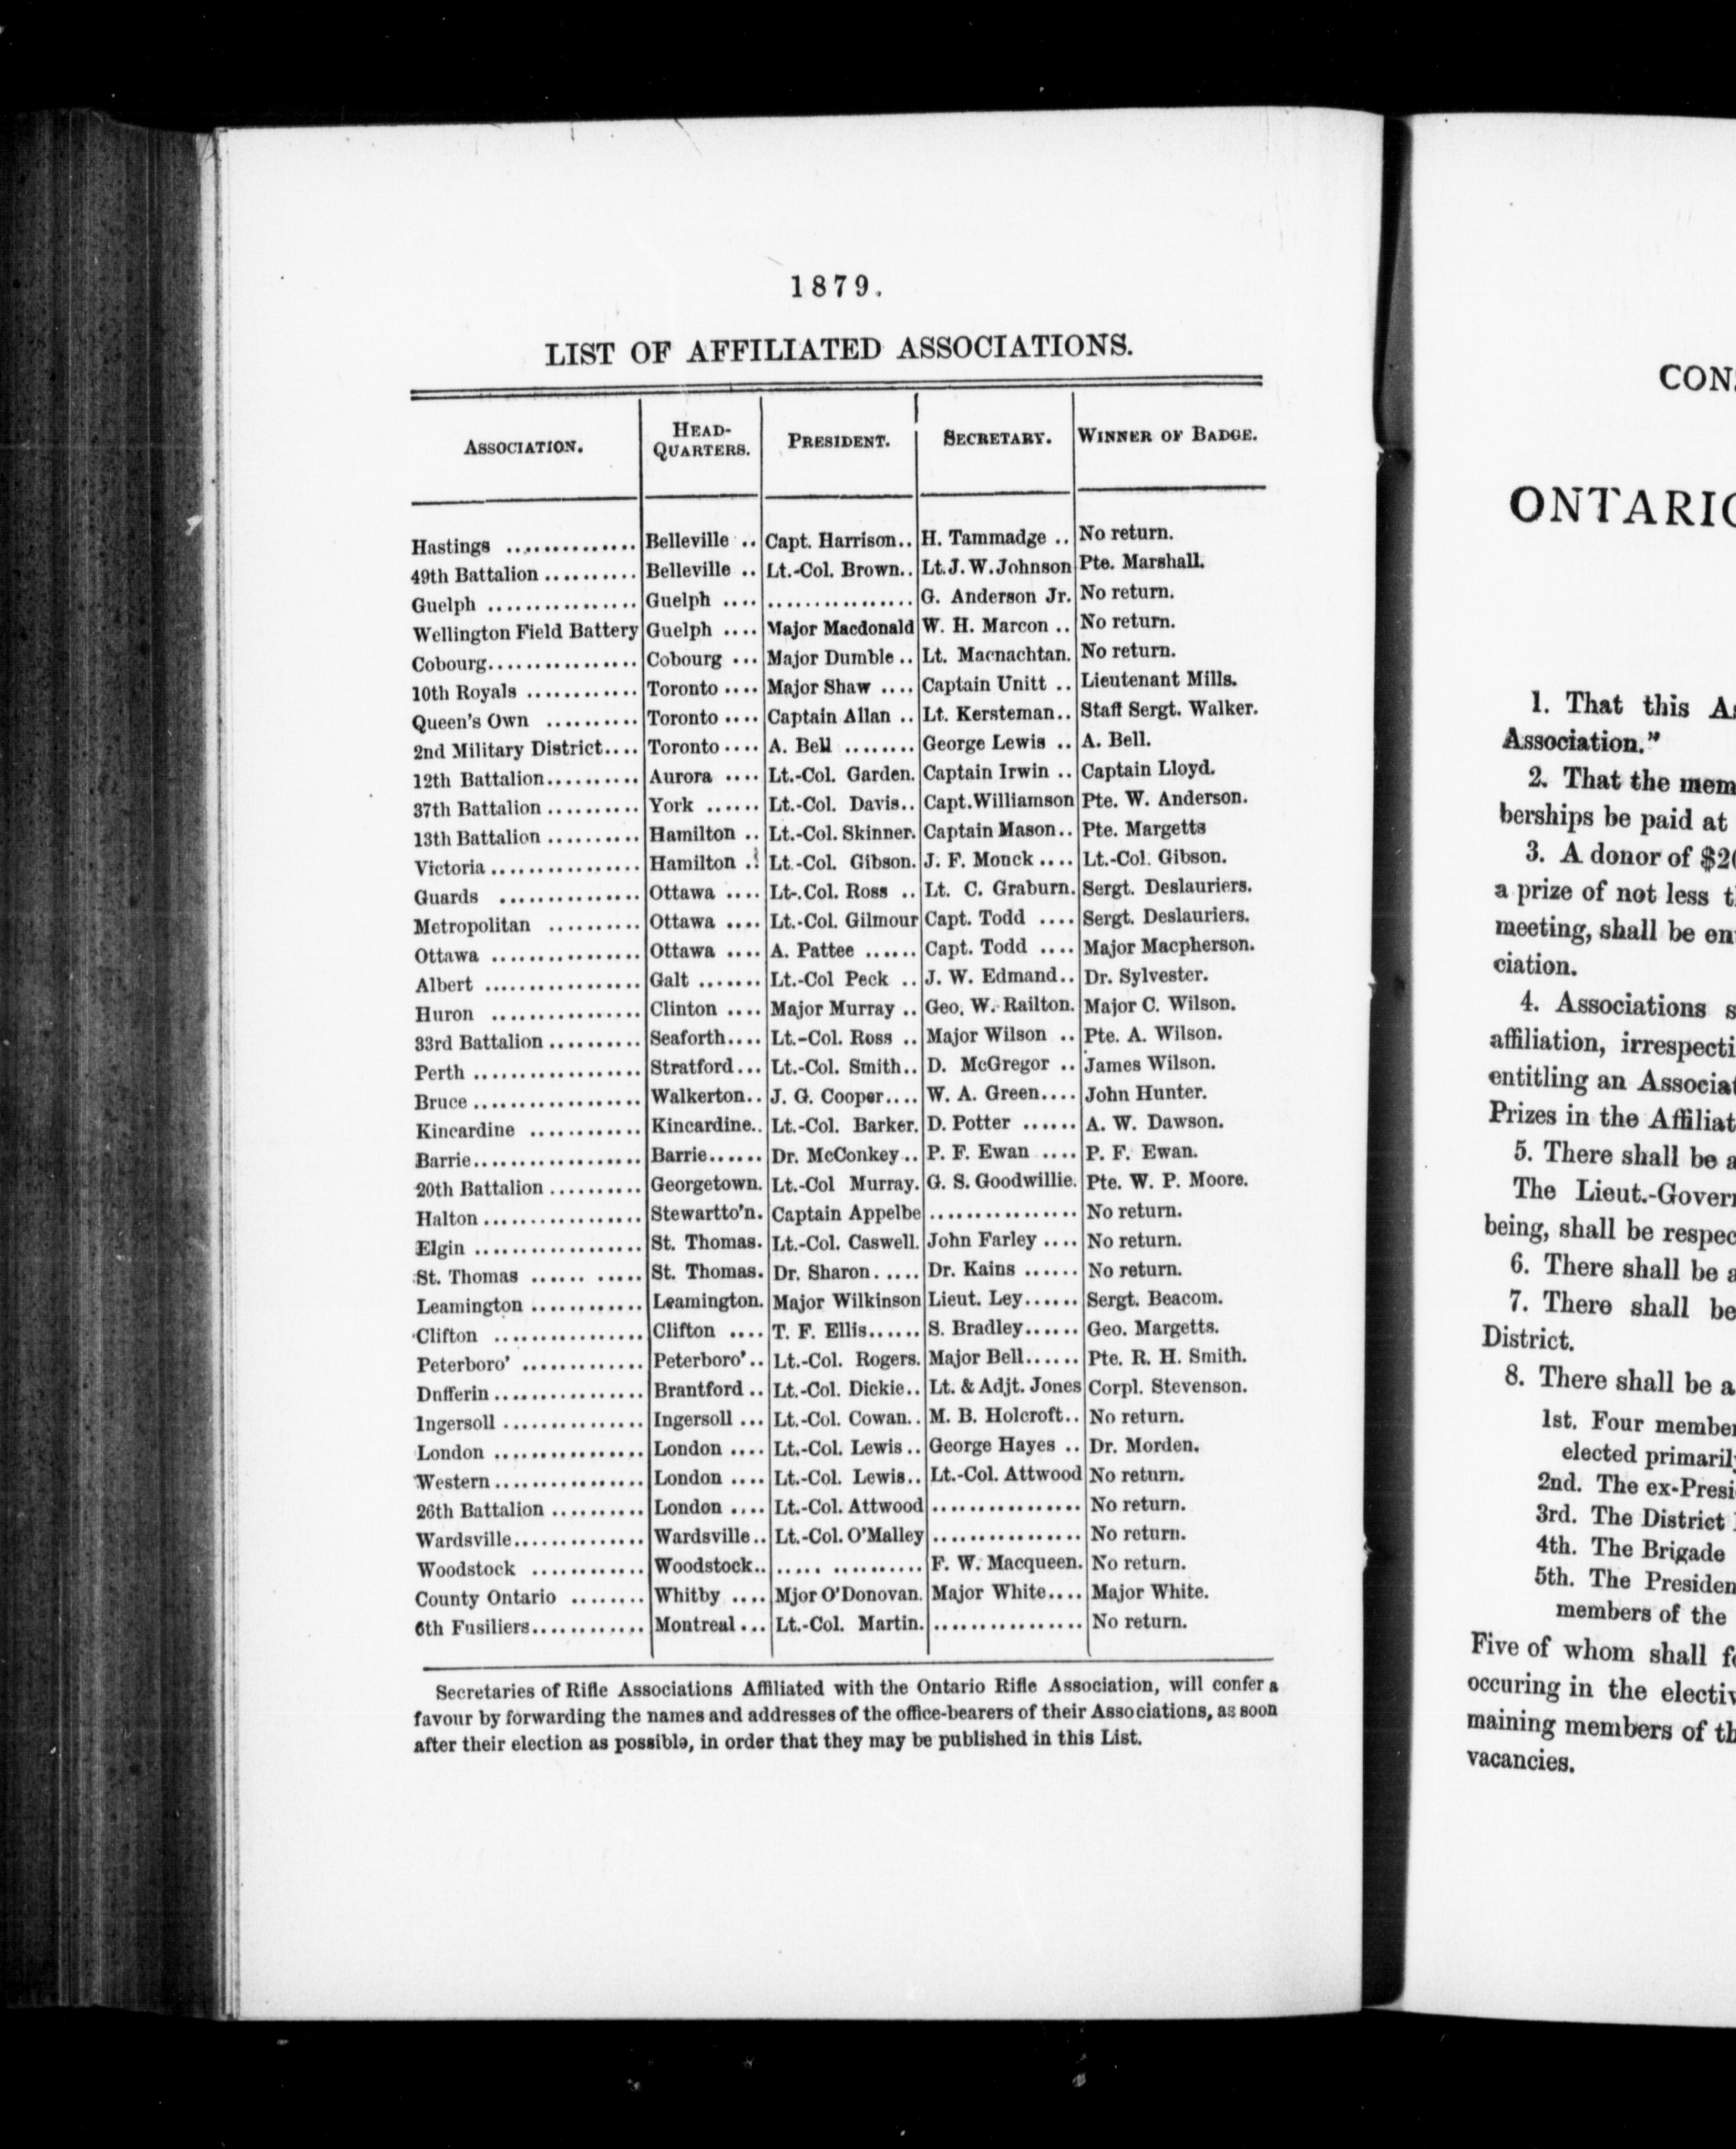 1879.
LIST OF AFFILIATED ASSOCIATIONS.
ASSOCIATION. HEAD-QUARTERS. PRESIDENT. SECRETARY. WINNER OF BADGE.
Hastings .............. Belleville .. Capt. Harrison.. H. Tammadge .. No return.
49th Battalion .......... Belleville .. Lt.-Col. Brown.. Lt. J. W. Johnson Pte. Marshall.
Guelph ................ Guelph .... ................ G. Anderson Jr. No return.
Wellington Field Battery Guelph .... Major Macdonald W. H. Marcon .. No return.
Cobourg................ Cobourg ... Major Dumble .. Lt. Macnachtan. No return.
10th Royals ............ Toronto .... Major Shaw .... Captain Unitt .. Lieutenant Mills.
Queen's Own .......... Toronto .... Captain Allan .. Lt. Kersteman.. Staff Sergt. Walker.
2nd Military District.... Toronto .... A. Bell ........ George Lewis .. A. Bell.
12th Battalion.......... Aurora .... Lt.-Col. Garden. Captain Irwin .. Captain Lloyd.
37th Battalion .......... York ...... Lt.-Col. Davis.. Capt. Williamson Pte. W. Anderson.
13th Battalion .......... Hamilton .. Lt.-Col. Skinner. Captain Mason.. Pte. Margetts
Victoria ................ Hamilton .. Lt.-Col. Gibson. J. F. Monck .... Lt.-Col. Gibson.
Guards ............... Ottawa .... Lt-.Col. Ross .. Lt. C. Graburn. Sergt. Deslauriers.
Metropolitan .......... Ottawa .... Lt.-Col. Gilmour Capt. Todd .... Sergt. Deslauriers.
Ottawa ................ Ottawa .... A. Pattee ...... Capt. Todd .... Major Macpherson.
Albert ................. Galt ....... Lt.-Col Peck .. J. W. Edmand.. Dr. Sylvester.
Huron ................ Clinton .... Major Murray .. Geo. W. Railton. Major C. Wilson.
33rd Battalion .......... Seaforth.... Lt.-Col. Ross .. Major Wilson .. Pte. A. Wilson.
Perth .................. Stratford... Lt.-Col. Smith.. D. McGregor .. James Wilson.
Bruce .................. Walkerton.. J. G. Cooper.... W. A. Green.... John Hunter.
Kincardine ............ Kincardine.. Lt.-Col. Barker. D. Potter ...... A. W. Dawson.
Barrie.................. Barrie...... Dr. McConkey.. P. F. Ewan .... P. F. Ewan.
20th Battalion .......... Georgetown. Lt.-Col Murray. G. S. Goodwillie. Pte. W. P. Moore.
Halton ................. Stewartto'n. Captain Appelbe ................ No return.
Elgin .................. St. Thomas. Lt.-Col. Caswell. John Farley .... No return.
St. Thomas ...... ..... St. Thomas. Dr. Sharon..... Dr. Kains ...... No return.
Leamington ............ Leamington. Major Wilkinson Lieut. Ley...... Sergt. Beacom.
Clifton ................ Clifton .... T. F. Ellis...... S. Bradley...... Geo. Margetts.
Peterboro' ............. Peterboro'.. Lt.-Col. Rogers. Major Bell...... Pte. R. H. Smith.
Dufferin ................ Brantford .. Lt.-Col. Dickie.. Lt. & Adjt. Jones Corpl. Stevenson.
Ingersoll ............... Ingersoll ... Lt.-Col. Cowan.. M. B. Holcroft.. No return.
London ................ London .... Lt.-Col. Lewis.. George Hayes .. Dr. Morden.
Western ................ London .... Lt.-Col. Lewis.. Lt.-Col. Attwood No return.
26th Battalion .......... London .... Lt.-Col. Attwood ................ No return.
Wardsville.............. Wardsville.. Lt.-Col. O'Malley ................ No return.
Woodstock ............ Woodstock.. ..... .......... F. W. Macqueen. No return.
County Ontario ........ Whitby .... Mjor O'Donovan. Major White.... Major White.
6th Fusiliers............ Montreal ... Lt.-Col. Martin. ................ No return.
Secretaries of Rifle Associations Affiliated with the Ontario Rifle Association, will confer a
favour by forwarding the names and addresses of the office-bearers of their Associations, as soon
after their election as possible, in order that they may be published in this List.
CON
ONTARIO
1. That this As
Association."
2. That the mem
berships be paid at
3. A donor of $20
a prize of not less t
meeting, shall be en
ciation.
4. Associations s
affiliation, irrespecti
entitling an Associat
Prizes in the Affiliat
5. There shall be a
The Lieut.-Govern
being, shall be respec
6. There shall be a
7. There shall be
District.
8. There shall be a
1st. Four member
elected primarily
2nd. The ex-Presi
3rd. The District
4th. The Brigade
5th. The Presiden
members of the
Five of whom shall fo
occuring in the electiv
maining members of th
vacancies.